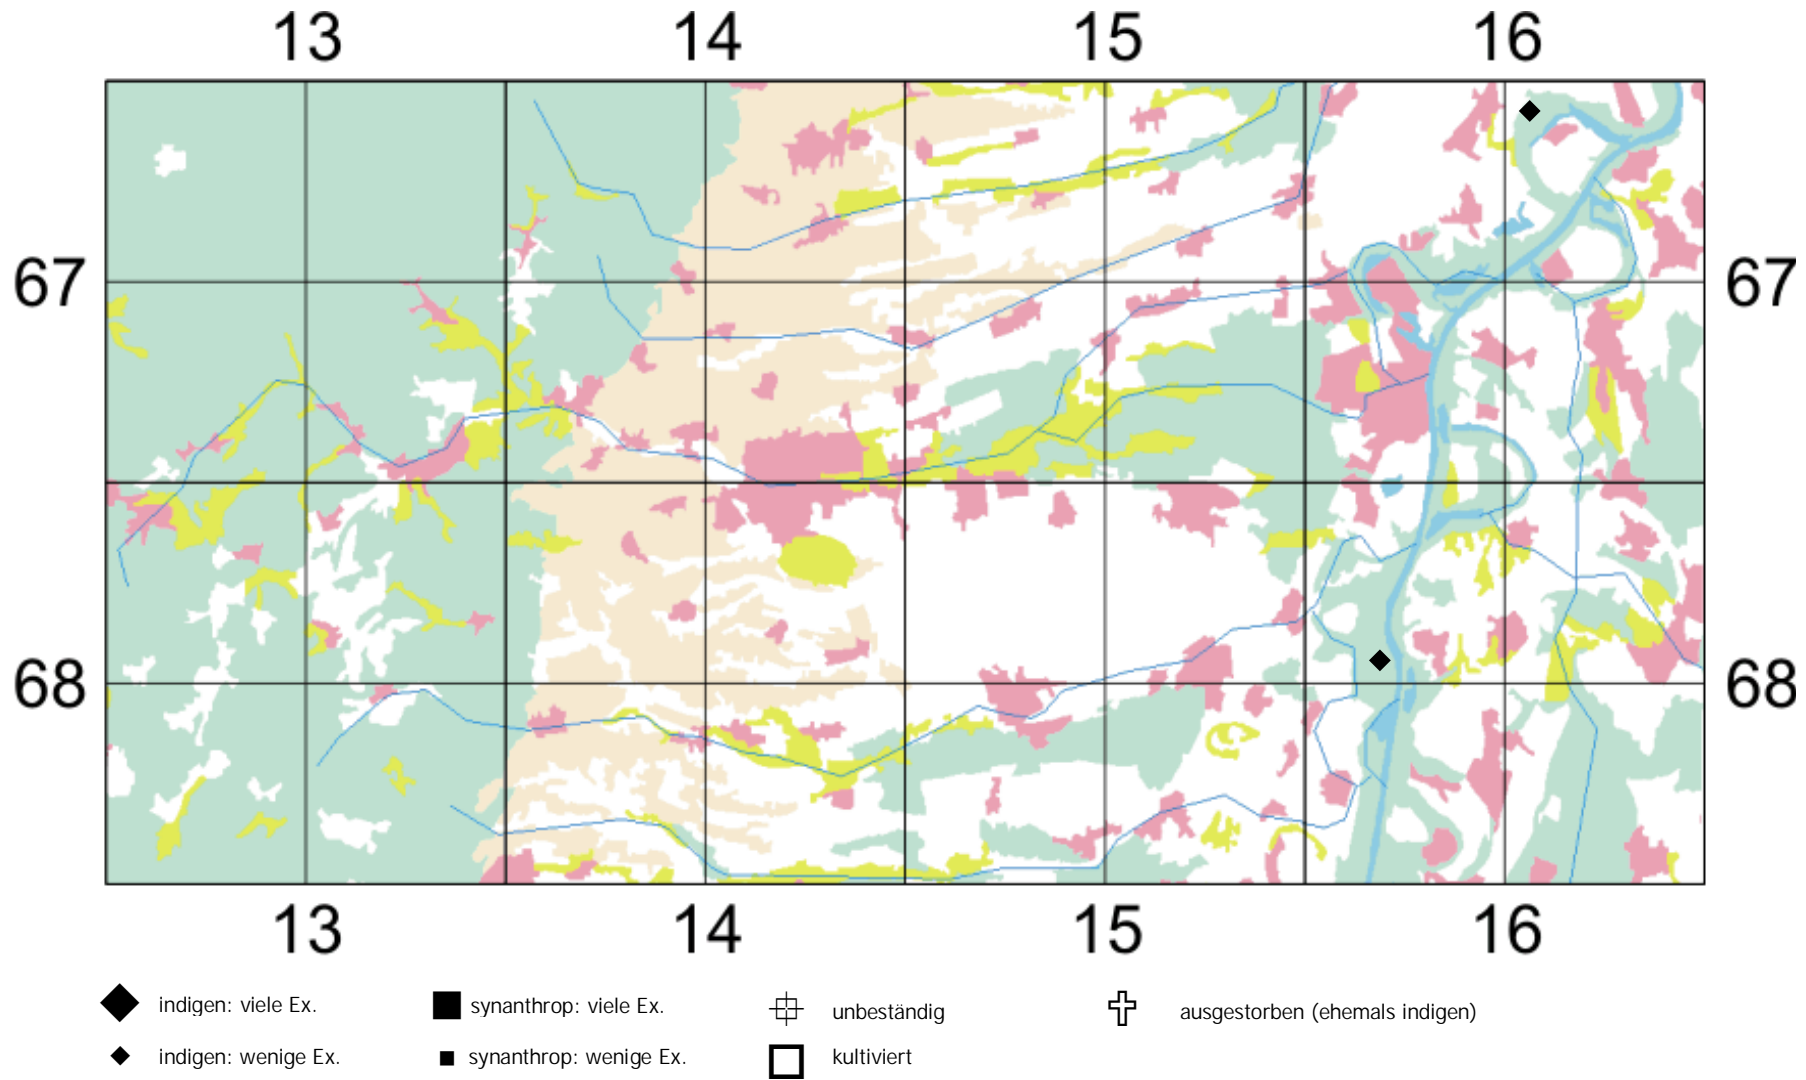 13 14 15 16
67 67
68 68
13 14 15 16
indigen: viele Ex. synanthrop: viele Ex. unbeständig ausgestorben (ehemals indigen)
indigen: wenige Ex. synanthrop: wenige Ex. kultiviert